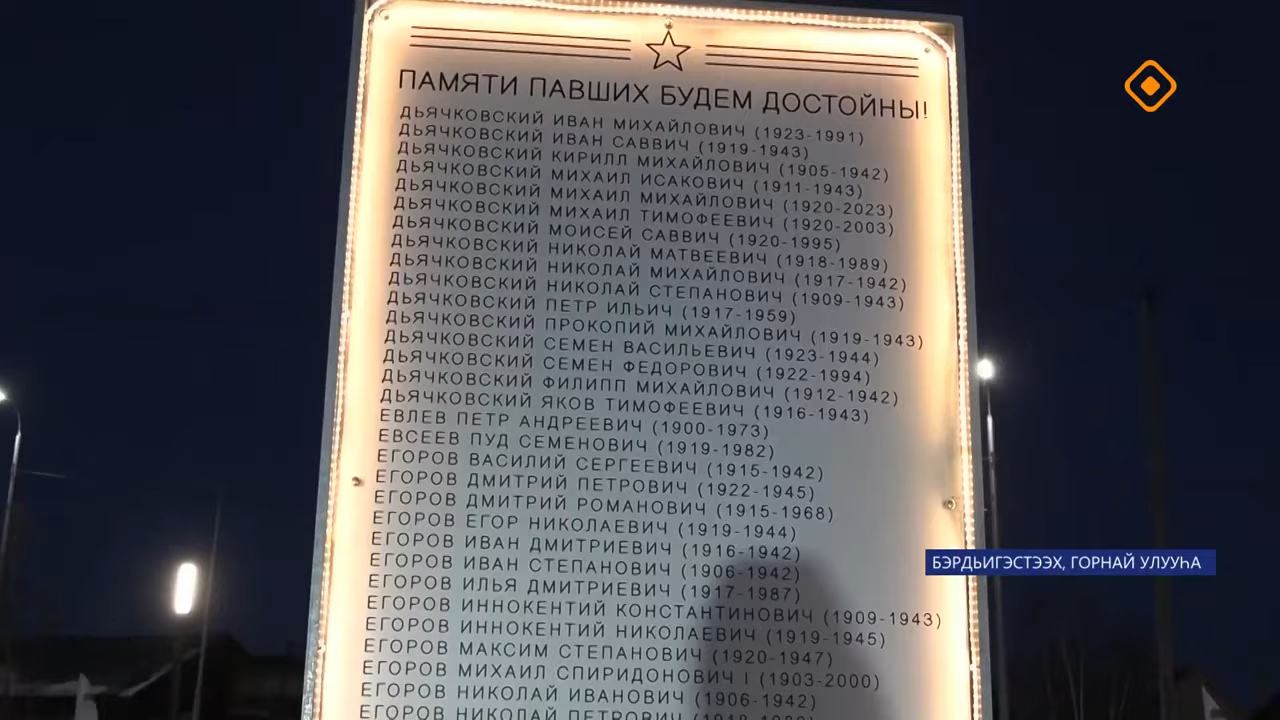 ПАМЯТИ ПАВШИХ БУДЕМ ДОСТОЙНЫ!
ДЬЯЧКОВСКИЙ ИВАН МИХАЙЛОВИЧ (1923-1991)
ДЬЯЧКОВСКИЙ ИВАН САВВИЧ (1919-1943)
ДЬЯЧКОВСКИЙ КИРИЛЛ МИХАЙЛОВИЧ (1905-1942)
ДЬЯЧКОВСКИЙ МИХАИЛ ИСАКОВИЧ (1911-1943)
ДЬЯЧКОВСКИЙ МИХАИЛ МИХАЙЛОВИЧ (1920-2023)
ДЬЯЧКОВСКИЙ МИХАИЛ ТИМОФЕЕВИЧ (1920-2003)
ДЬЯЧКОВСКИЙ МОИСЕЙ САВВИЧ (1920-1995)
ДЬЯЧКОВСКИЙ НИКОЛАЙ МАТВЕЕВИЧ (1918-1989)
ДЬЯЧКОВСКИЙ НИКОЛАЙ МИХАЙЛОВИЧ (1917-1942)
ДЬЯЧКОВСКИЙ НИКОЛАЙ СТЕПАНОВИЧ (1909-1943)
ДЬЯЧКОВСКИЙ ПЕТР ИЛЬИЧ (1917-1959)
ДЬЯЧКОВСКИЙ ПРОКОПИЙ МИХАЙЛОВИЧ (1919-1943)
ДЬЯЧКОВСКИЙ СЕМЕН ВАСИЛЬЕВИЧ (1923-1944)
ДЬЯЧКОВСКИЙ СЕМЕН ФЕДОРОВИЧ (1922-1994)
ДЬЯЧКОВСКИЙ ФИЛИПП МИХАЙЛОВИЧ (1912-1942)
ДЬЯЧКОВСКИЙ ЯКОВ ТИМОФЕЕВИЧ (1916-1943)
ЕВЛЕВ ПЕТР АНДРЕЕВИЧ (1900-1973)
ЕВСЕЕВ ПУД СЕМЕНОВИЧ (1919-1982)
ЕГОРОВ ВАСИЛИЙ СЕРГЕЕВИЧ (1915-1942)
ЕГОРОВ ДМИТРИЙ ПЕТРОВИЧ (1922-1945)
ЕГОРОВ ДМИТРИЙ РОМАНОВИЧ (1915-1968)
ЕГОРОВ ЕГОР НИКОЛАЕВИЧ (1919-1944)
ЕГОРОВ ИВАН ДМИТРИЕВИЧ (1916-1942)
ЕГОРОВ ИВАН СТЕПАНОВИЧ (1906-1942)
ЕГОРОВ ИЛЬЯ ДМИТРИЕВИЧ (1917-1987)
ЕГОРОВ ИННОКЕНТИЙ КОНСТАНТИНОВИЧ (1909-1943)
ЕГОРОВ ИННОКЕНТИЙ НИКОЛАЕВИЧ (1919-1945)
ЕГОРОВ МАКСИМ СТЕПАНОВИЧ (1920-1947)
ЕГОРОВ МИХАИЛ СПИРИДОНОВИЧ I (1903-2000)
ЕГОРОВ НИКОЛАЙ ИВАНОВИЧ (1906-1942)
ЕГОРОВ НИКОЛАЙ ПЕТРОВИЧ
БЭРДЬИГЭСТЭЭХ, ГОРНАЙ УЛУУҺА